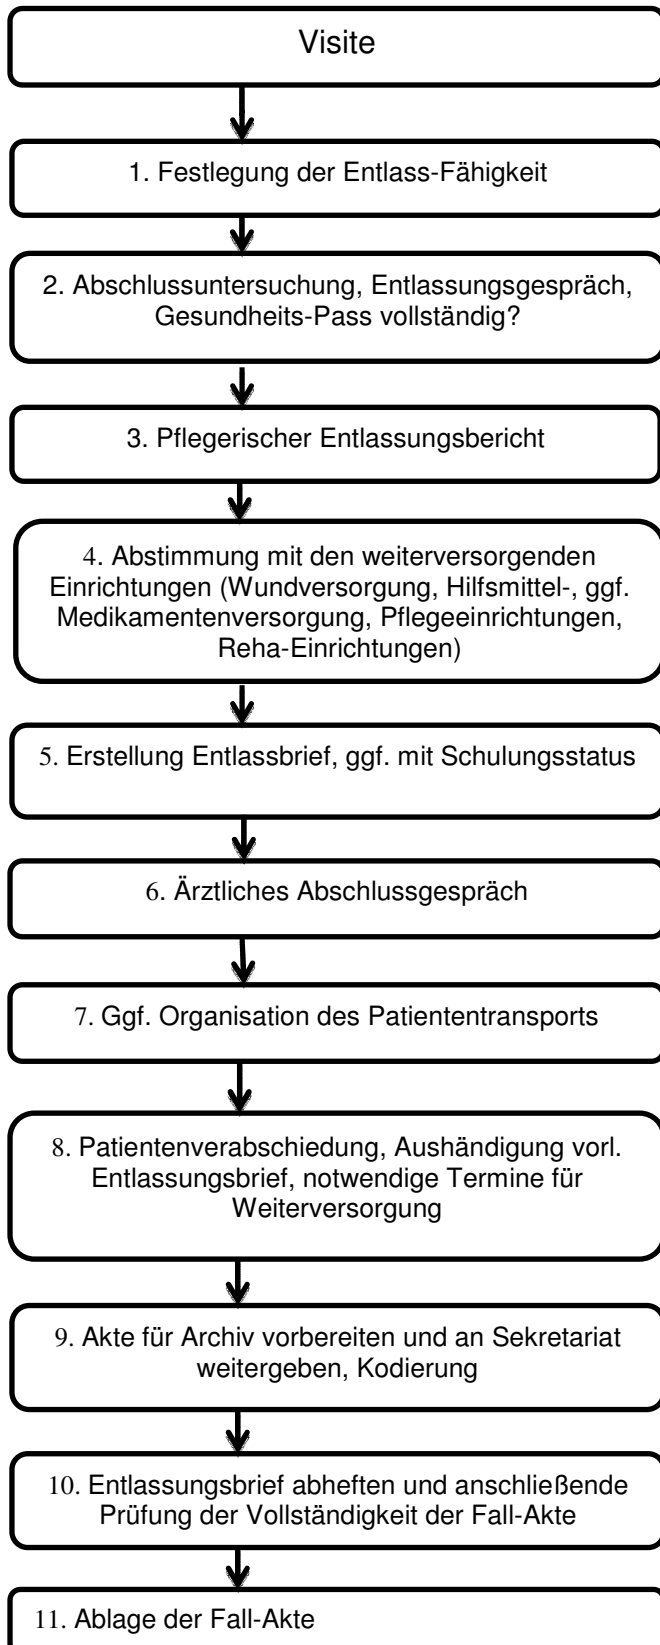 Visite
1. Festlegung der Entlass-Fähigkeit
2. Abschlussuntersuchung, Entlassungsgespräch,
Gesundheits-Pass vollständig?
3. Pflegerischer Entlassungsbericht
4. Abstimmung mit den weiterversorgenden
Einrichtungen (Wundversorgung, Hilfsmittel-, ggf.
Medikamentenversorgung, Pflegeeinrichtungen,
Reha-Einrichtungen)
5. Erstellung Entlassbrief, ggf. mit Schulungsstatus
6. Ärztliches Abschlussgespräch
7. Ggf. Organisation des Patiententransports
8. Patientenverabschiedung, Aushändigung vorl.
Entlassungsbrief, notwendige Termine für
Weiterversorgung
9. Akte für Archiv vorbereiten und an Sekretariat
weitergeben, Kodierung
10. Entlassungsbrief abheften und anschließende
Prüfung der Vollständigkeit der Fall-Akte
11. Ablage der Fall-Akte